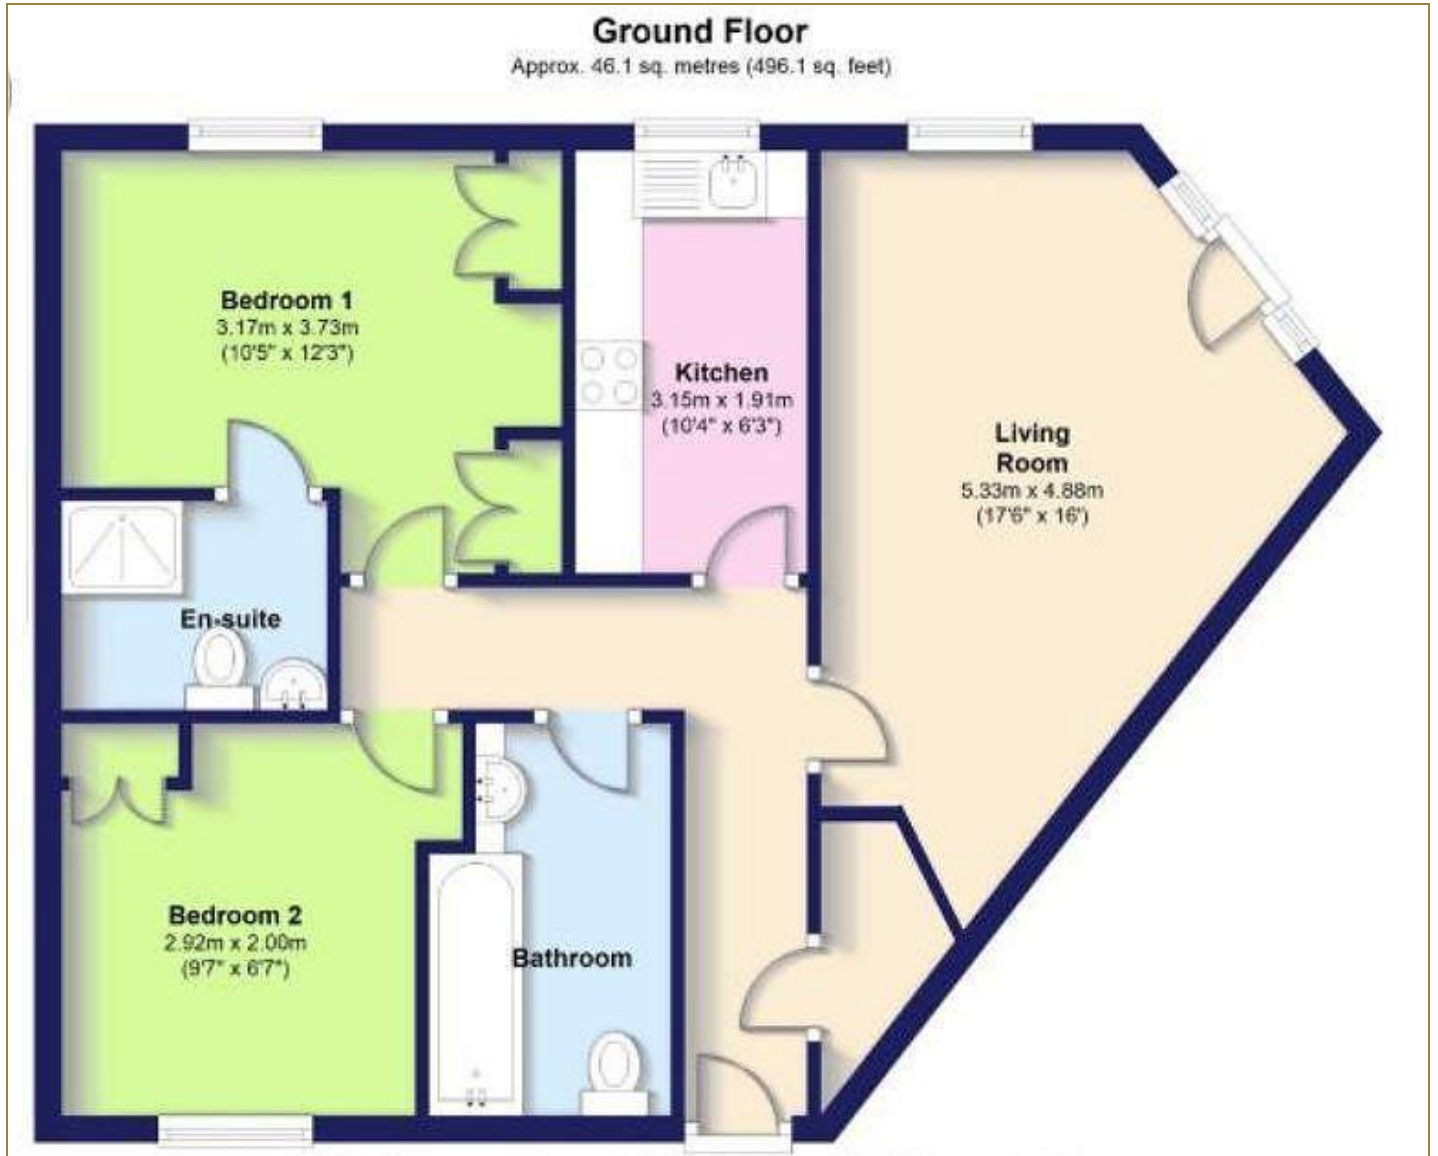 Ground Floor
Approx. 46.1 sq. metres (496.1 sq. feet)
Bedroom 1
3.17m x 3.73m
(10'5" x 12'3")
Kitchen
3.15m x 1.91m
(10'4" x 6'3")
Living
Room
5.33m x 4.88m
(17'6" x 16')
En-suite
Bedroom 2
2.92m x 2.00m
(9'7" x 6'7")
Bathroom